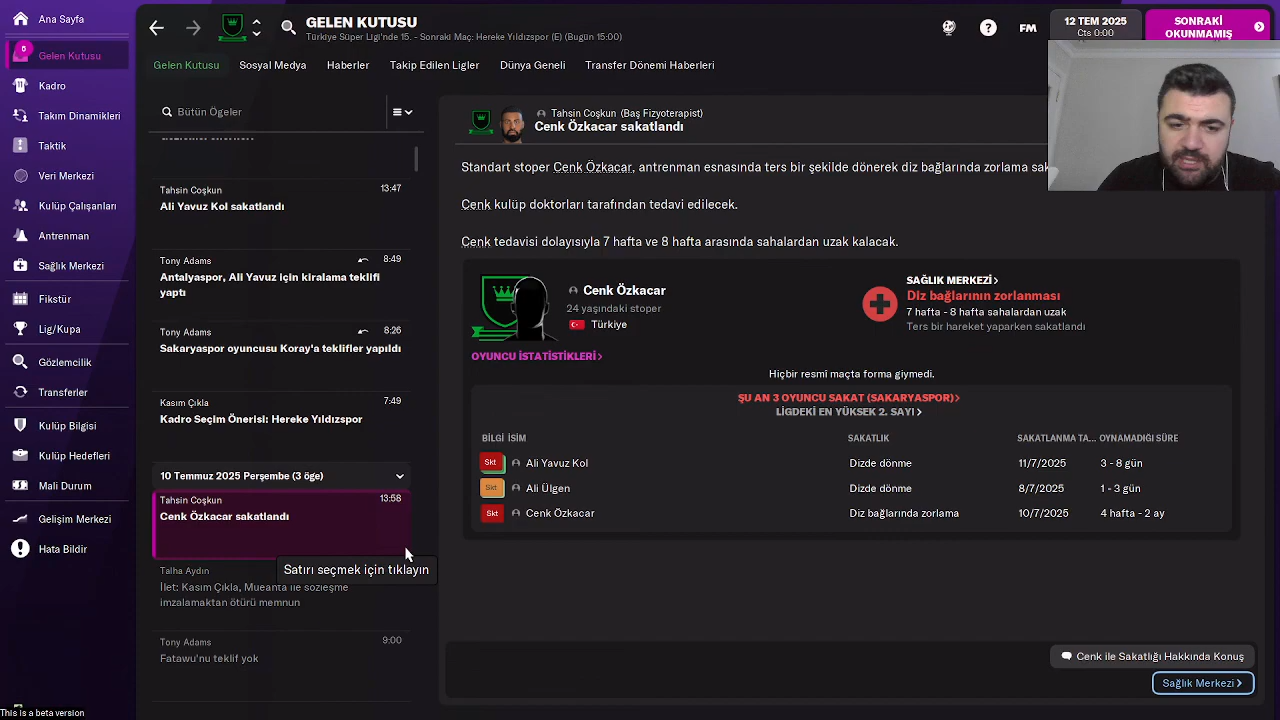 Ana Sayfa
6
Gelen Kutusu
Kadro
Takım Dinamikleri
Taktik
Veri Merkezi
Kulüp Çalışanları
Antrenman
Sağlık Merkezi
Fikstür
Lig/Kupa
Gözlemcilik
Transferler
Kulüp Bilgisi
Kulüp Hedefleri
Mali Durum
Gelişim Merkezi
Hata Bildir
This is a beta version
GELEN KUTUSU
Türkiye Süper Ligi'nde 15. - Sonraki Maç: Hereke Yıldızspor (E) (Bugün 15:00)
FM
12 TEM 2025
Cts 0:00
SONRAKİ
OKUNMAMIŞ
Gelen Kutusu
Sosyal Medya
Haberler
Takip Edilen Ligler
Dünya Geneli
Transfer Dönemi Haberleri
Bütün Ögeler
Tahsin Coşkun 13:47
Ali Yavuz Kol sakatlandı
Tony Adams 8:49
Antalyaspor, Ali Yavuz için kiralama teklifi
yaptı
Tony Adams 8:26
Sakaryaspor oyuncusu Koray'a teklifler yapıldı
Kasım Çıkla 7:49
Kadro Seçim Önerisi: Hereke Yıldızspor
10 Temmuz 2025 Perşembe (3 öge)
Tahsin Coşkun 13:58
Cenk Özkacar sakatlandı
Satırı seçmek için tıklayın
Talha Aydın
İlet: Kasım Çıkla, Mueanta ile sözleşme
imzalamaktan ötürü memnun
Tony Adams 9:00
Fatawu'nu teklif yok
Tahsin Coşkun (Baş Fizyoterapist)
Cenk Özkacar sakatlandı
Standart stoper Cenk Özkacar, antrenman esnasında ters bir şekilde dönerek diz bağlarında zorlama sak
Cenk kulüp doktorları tarafından tedavi edilecek.
Cenk tedavisi dolayısıyla 7 hafta ve 8 hafta arasında sahalardan uzak kalacak.
Cenk Özkacar
24 yaşındaki stoper
Türkiye
OYUNCU İSTATİSTİKLERİ
SAĞLIK MERKEZİ
Diz bağlarının zorlanması
7 hafta - 8 hafta sahalardan uzak
Ters bir hareket yaparken sakatlandı
Hiçbir resmî maçta forma giymedi.
ŞU AN 3 OYUNCU SAKAT (SAKARYASPOR)
LİGDEKİ EN YÜKSEK 2. SAYI
BİLGİ İSİM SAKATLIK SAKATLANMA TA... OYNAMADIĞI SÜRE
Skt Ali Yavuz Kol Dizde dönme 11/7/2025 3 - 8 gün
Skt Ali Ülgen Dizde dönme 8/7/2025 1 - 3 gün
Skt Cenk Özkacar Diz bağlarında zorlama 10/7/2025 4 hafta - 2 ay
Cenk ile Sakatlığı Hakkında Konuş
Sağlık Merkezi